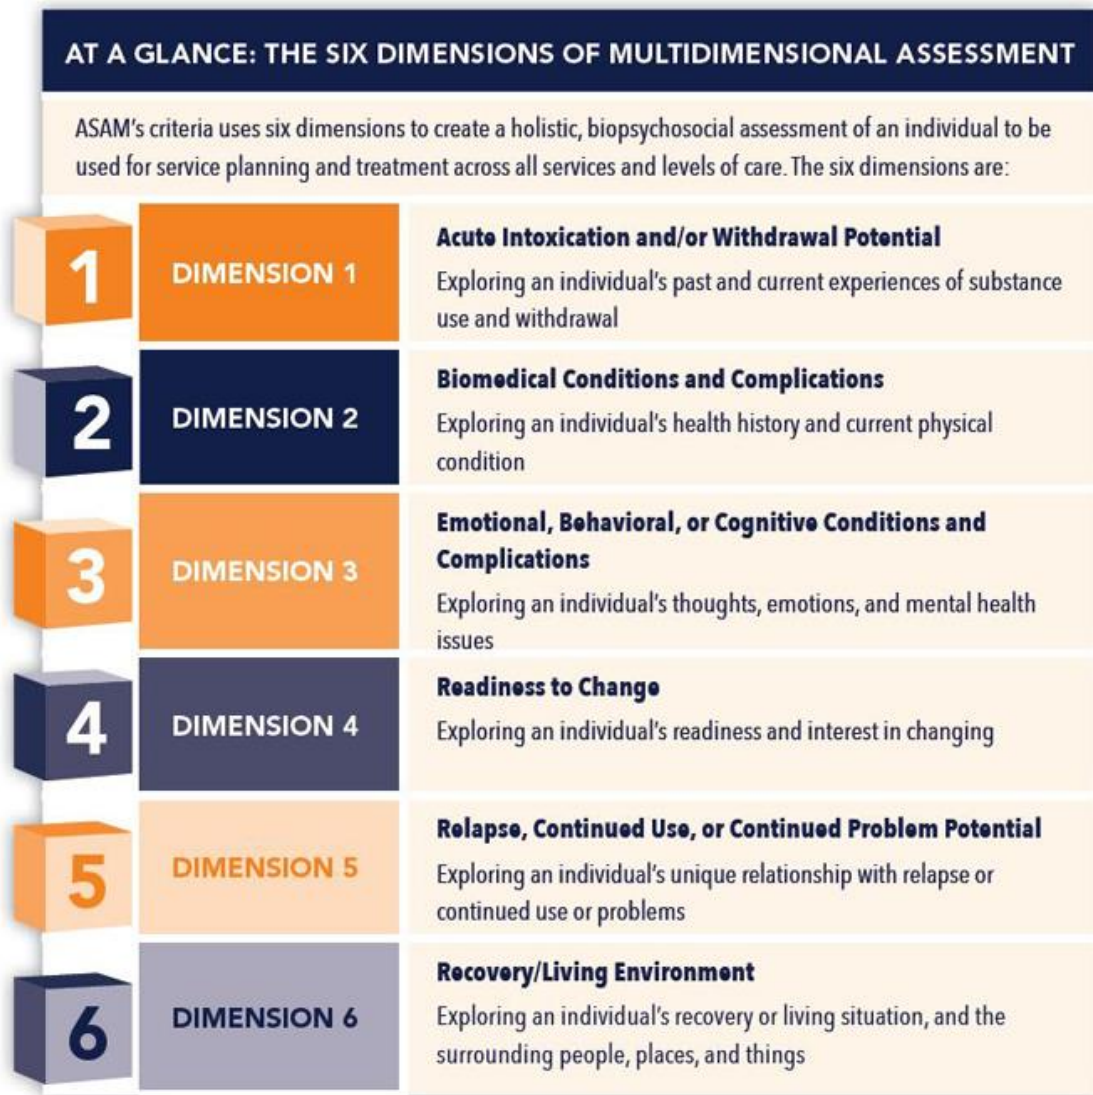 AT A GLANCE: THE SIX DIMENSIONS OF MULTIDIMENSIONAL ASSESSMENT
ASAM's criteria uses six dimensions to create a holistic, biopsychosocial assessment of an individual to be
used for service planning and treatment across all services and levels of care. The six dimensions are:
1
DIMENSION 1
Acute Intoxication and/or Withdrawal Potential
Exploring an individual's past and current experiences of substance
use and withdrawal
2
DIMENSION 2
Biomedical Conditions and Complications
Exploring an individual's health history and current physical
condition
3
DIMENSION 3
Emotional, Behavioral, or Cognitive Conditions and
Complications
Exploring an individual's thoughts, emotions, and mental health
issues
4
DIMENSION 4
Readiness to Change
Exploring an individual's readiness and interest in changing
5
DIMENSION 5
Relapse, Continued Use, or Continued Problem Potential
Exploring an individual's unique relationship with relapse or
continued use or problems
6
DIMENSION 6
Recovery/Living Environment
Exploring an individual's recovery or living situation, and the
surrounding people, places, and things